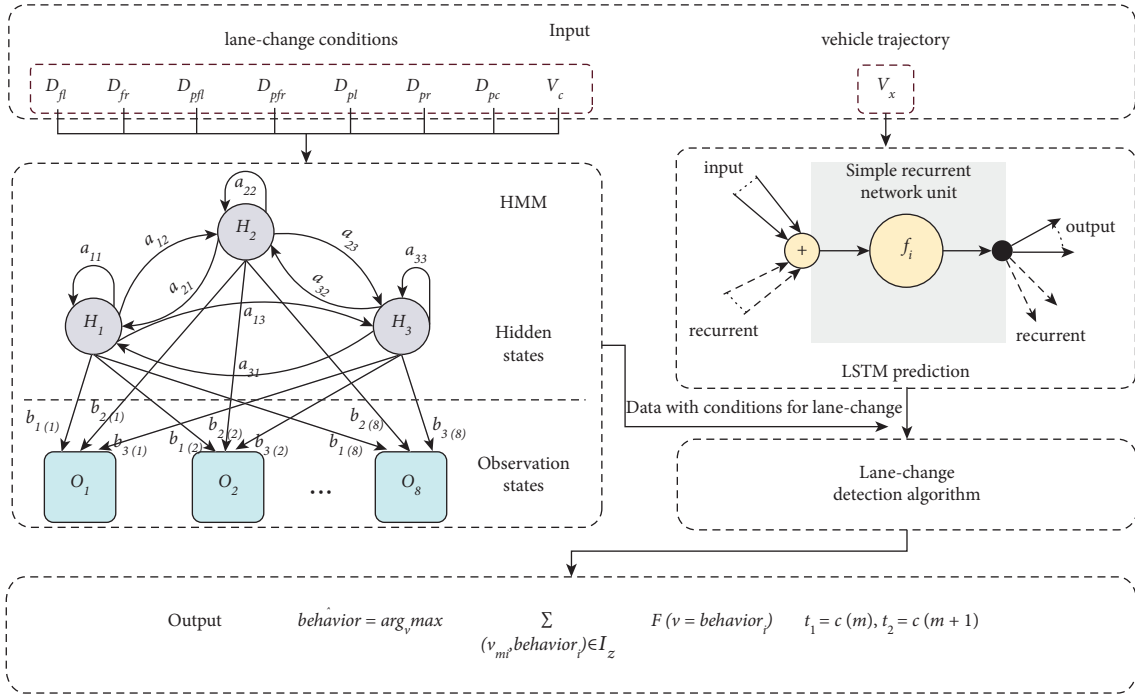 Input
lane-change conditions
vehicle trajectory
D_fl D_fr D_pfl D_pfr D_pl D_pr D_pc V_c
V_x
HMM
a_22
H_2
a_11
a_12
a_21
a_23
a_32
a_33
H_1
a_13
H_3
a_31
Hidden
states
b_1 (1)
b_2 (1)
b_3 (1)
b_1 (2)
b_2 (2)
b_3 (2)
b_2 (8)
b_1 (8)
b_3 (8)
O_1
O_2
...
O_8
Observation
states
Simple recurrent
network unit
input
+
f_i
output
recurrent
recurrent
LSTM prediction
Data with conditions for lane-change
Lane-change
detection algorithm
Output
behavior = arg_v max
Σ
(v_mi, behavior_i)∈I_z
F (v = behavior_i)
t_1 = c (m), t_2 = c (m + 1)